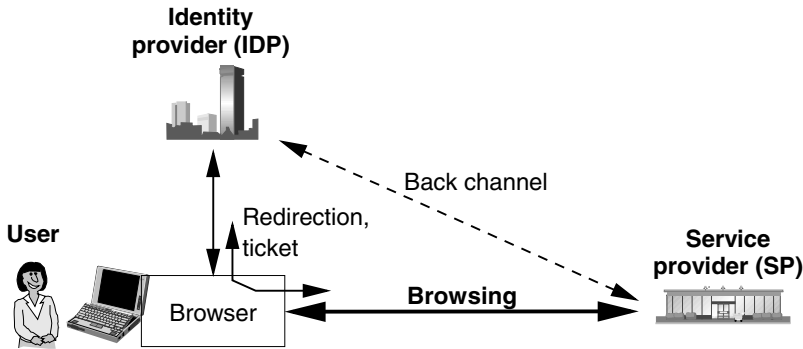 Identity
provider (IDP)
Back channel
Redirection,
ticket
User
Service
provider (SP)
Browser
Browsing